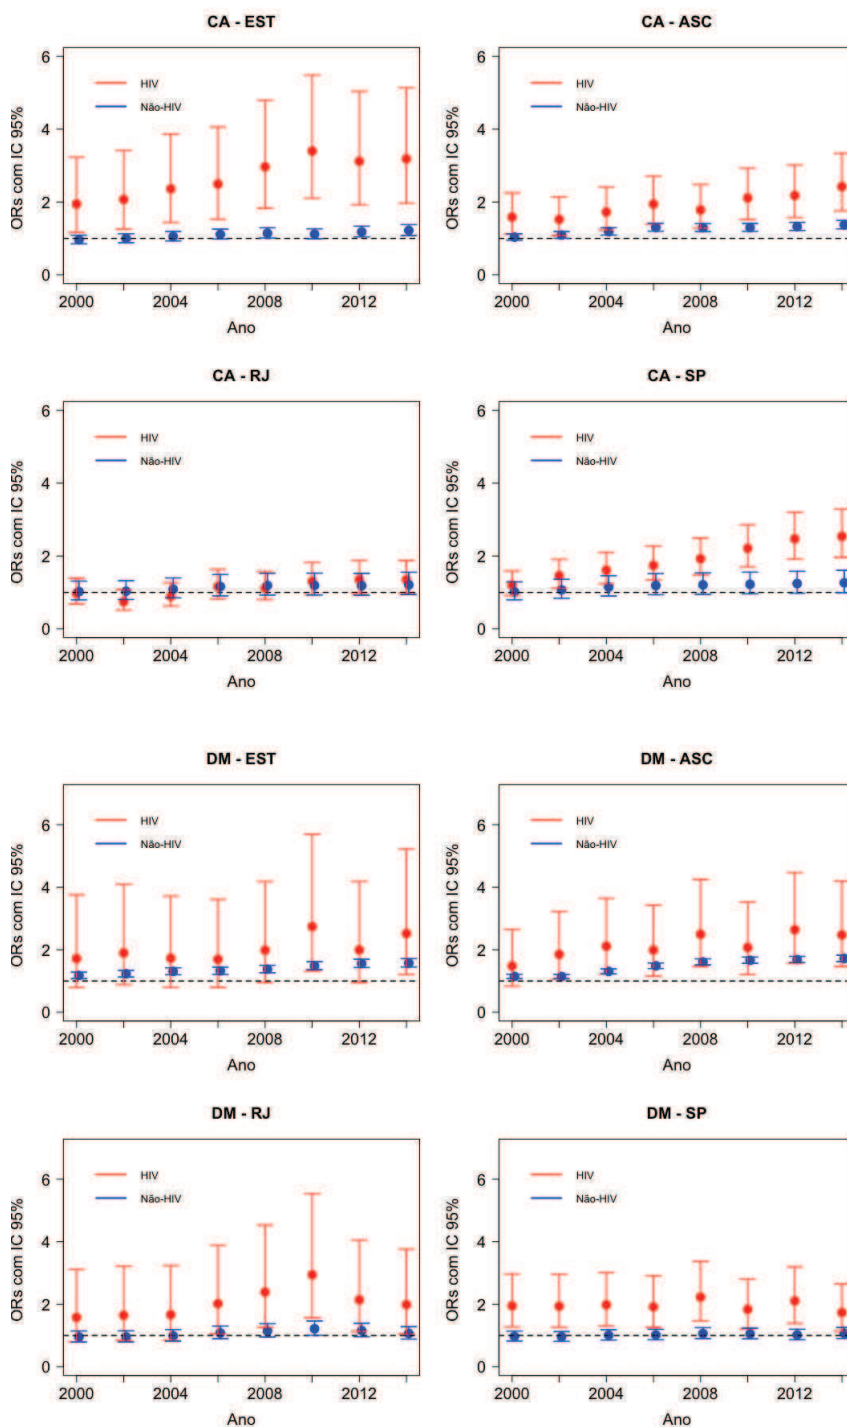 CA - EST
ORs com IC 95%
6
4
2
0
HIV
Não-HIV
2000 2004 2008 2012
Ano
CA - ASC
ORs com IC 95%
6
4
2
0
HIV
Não-HIV
2000 2004 2008 2012
Ano
CA - RJ
ORs com IC 95%
6
4
2
0
HIV
Não-HIV
2000 2004 2008 2012
Ano
CA - SP
ORs com IC 95%
6
4
2
0
HIV
Não-HIV
2000 2004 2008 2012
Ano
DM - EST
ORs com IC 95%
6
4
2
0
HIV
Não-HIV
2000 2004 2008 2012
Ano
DM - ASC
ORs com IC 95%
6
4
2
0
HIV
Não-HIV
2000 2004 2008 2012
Ano
DM - RJ
ORs com IC 95%
6
4
2
0
HIV
Não-HIV
2000 2004 2008 2012
Ano
DM - SP
ORs com IC 95%
6
4
2
0
HIV
Não-HIV
2000 2004 2008 2012
Ano